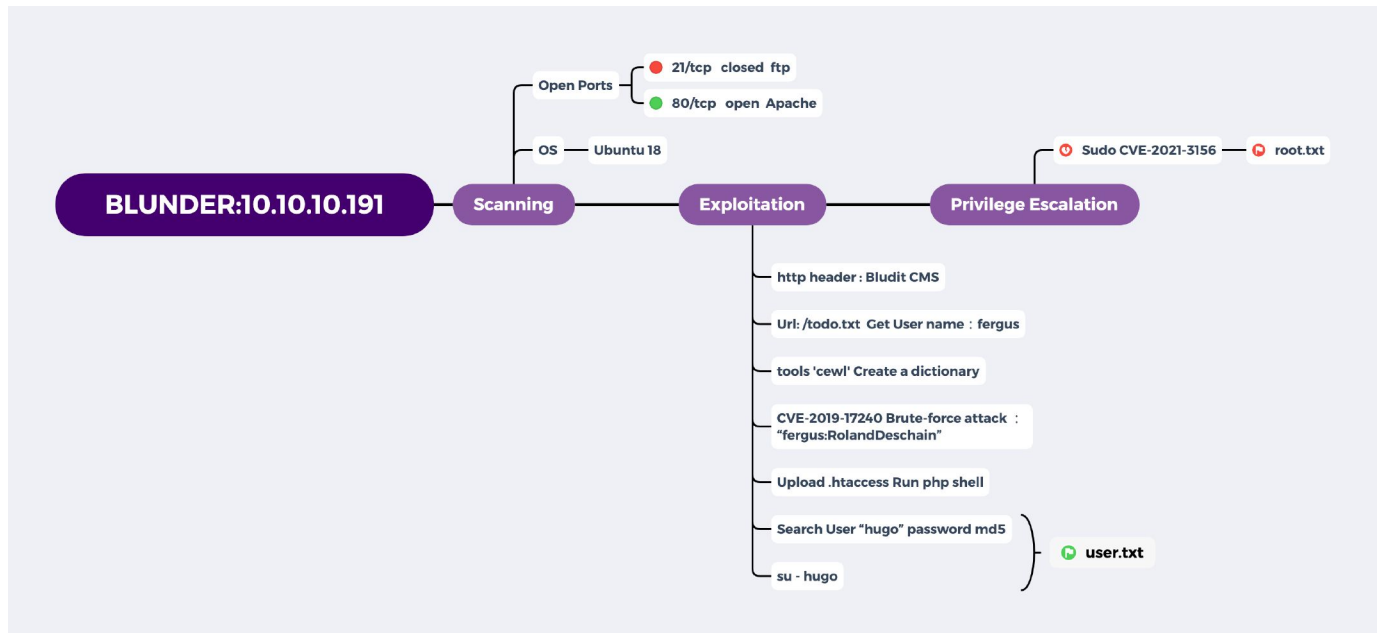 BLUNDER:10.10.10.191
Scanning
Open Ports
21/tcp closed ftp
80/tcp open Apache
OS
Ubuntu 18
Exploitation
http header : Bludit CMS
Url: /todo.txt Get User name：fergus
tools 'cewl' Create a dictionary
CVE-2019-17240 Brute-force attack ：
“fergus:RolandDeschain”
Upload .htaccess Run php shell
Search User “hugo” password md5
su - hugo
user.txt
Privilege Escalation
Sudo CVE-2021-3156
root.txt